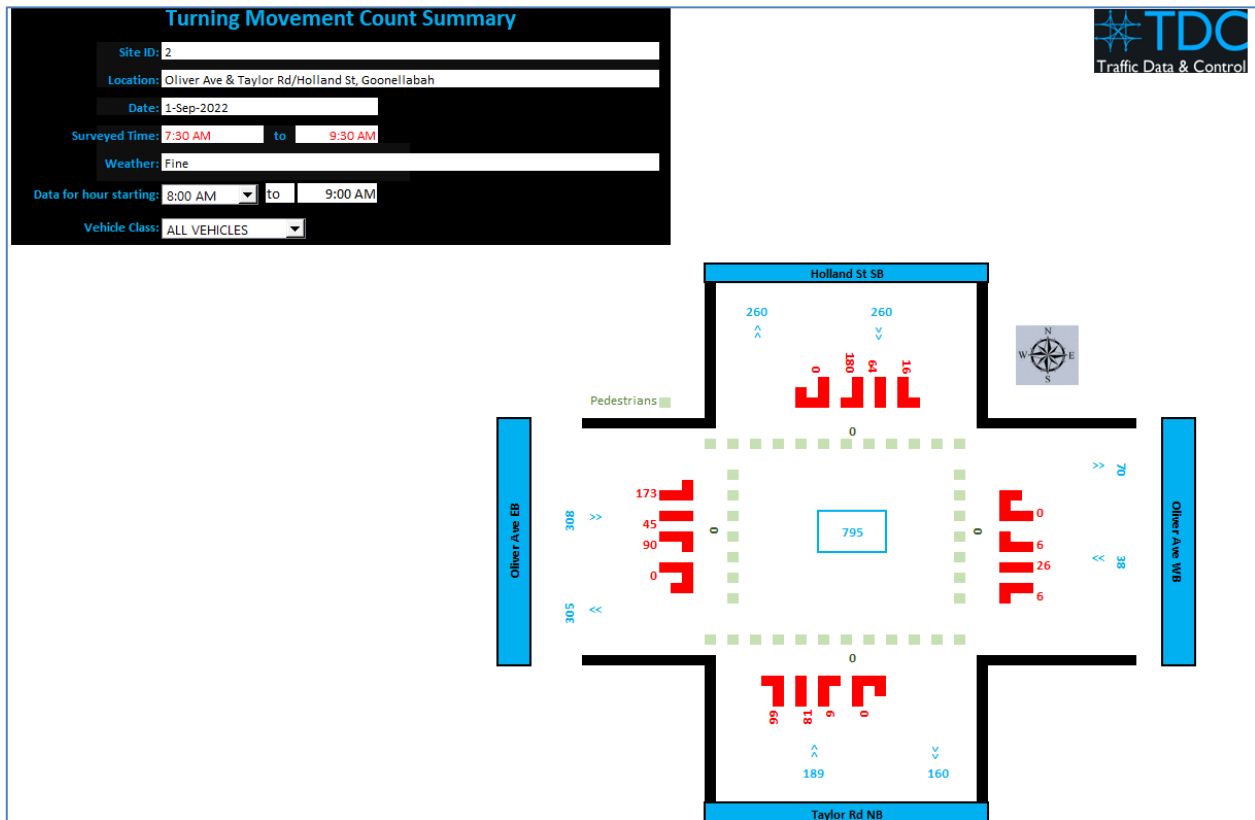 Turning Movement Count Summary
TDC
Traffic Data & Control
Site ID: 2
Location: Oliver Ave & Taylor Rd/Holland St, Goonellabah
Date: 1-Sep-2022
Surveyed Time: 7:30 AM to 9:30 AM
Weather: Fine
Data for hour starting: 8:00 AM to 9:00 AM
Vehicle Class: ALL VEHICLES
Holland St SB
260 260
>> >>
N
W E
S
0 180 64 16
Pedestrians
0
>> 70
173
45
90
0
308 >>
0
795
0
0
6
26
6
<< 38
Oliver Ave EB
Oliver Ave WB
305 <<
0
99 81 9 0
>> >>
189 160
Taylor Rd NB